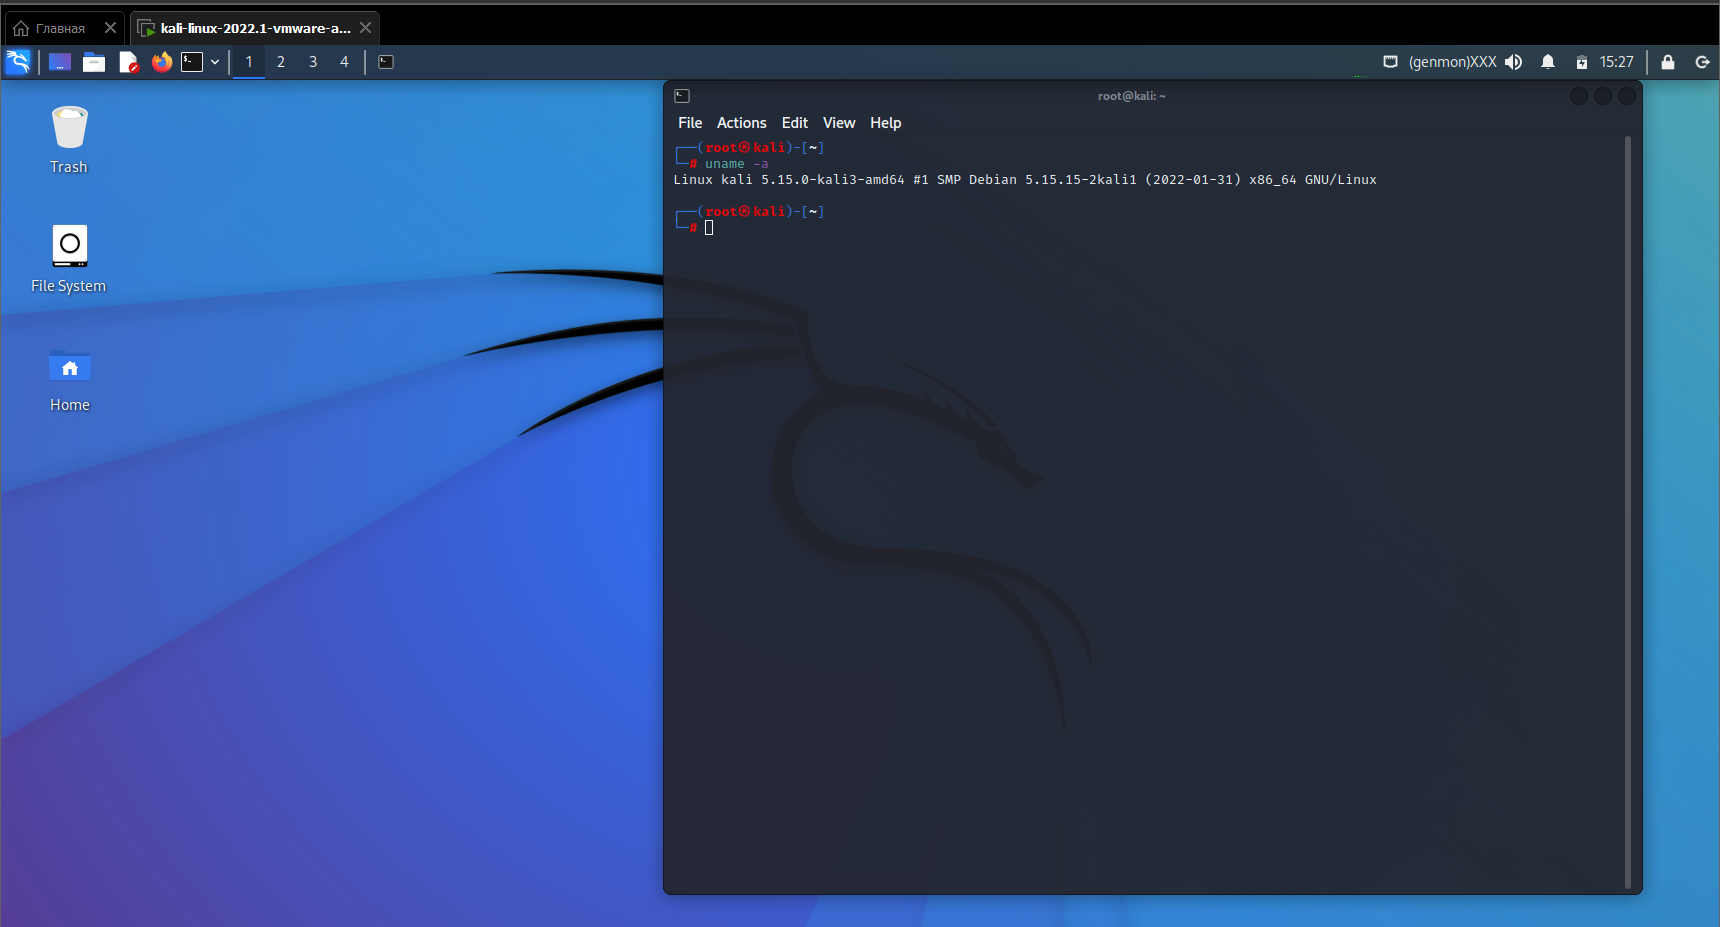 Главная
kali-linux-2022.1-vmware-a...
1 2 3 4
(genmon)XXX
15:27
Trash
File System
Home
root@kali: ~
File Actions Edit View Help
┌──(root㉿kali)-[~]
└─# uname -a
Linux kali 5.15.0-kali3-amd64 #1 SMP Debian 5.15.15-2kali1 (2022-01-31) x86_64 GNU/Linux
┌──(root㉿kali)-[~]
└─#